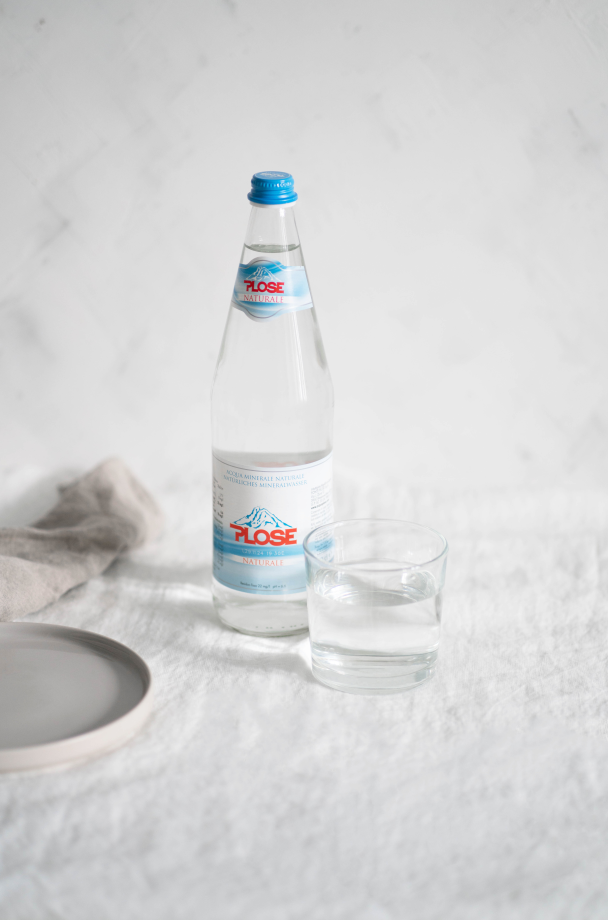 PLOSE
NATURALE
ACQUA MINERALE NATURALE
NATÜRLICHES MINERALWASSER
PLOSE
NATURALE